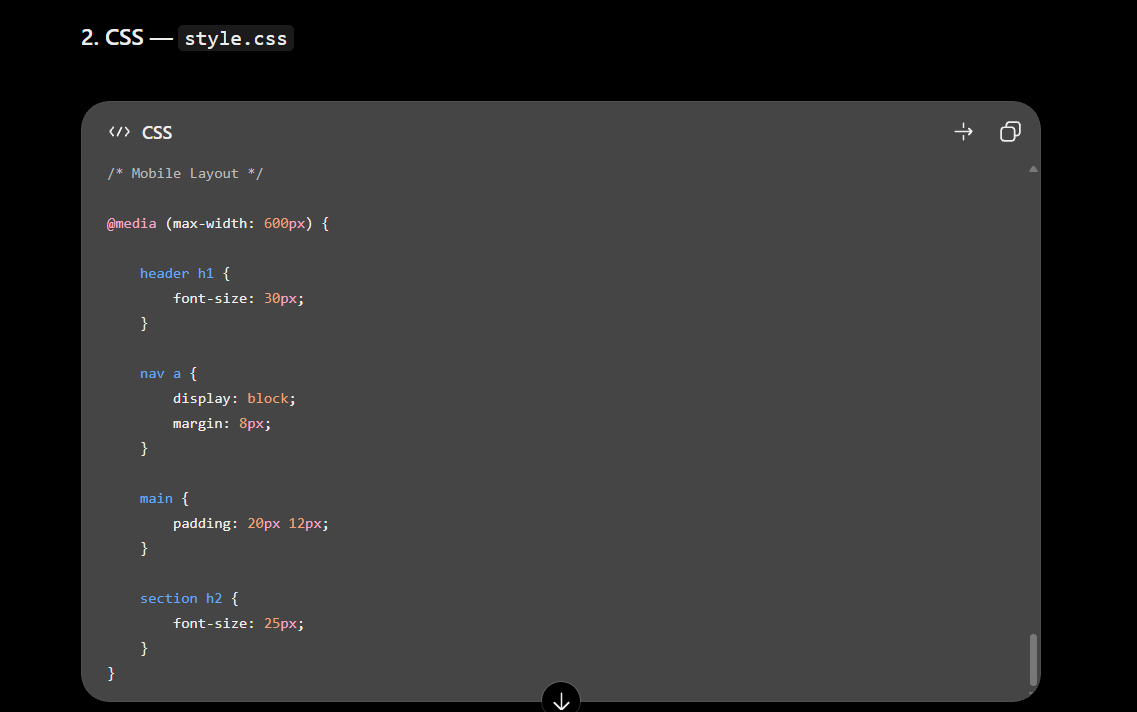 2. CSS — style.css
</> CSS
/* Mobile Layout */
@media (max-width: 600px) {
    header h1 {
        font-size: 30px;
    }
    nav a {
        display: block;
        margin: 8px;
    }
    main {
        padding: 20px 12px;
    }
    section h2 {
        font-size: 25px;
    }
}